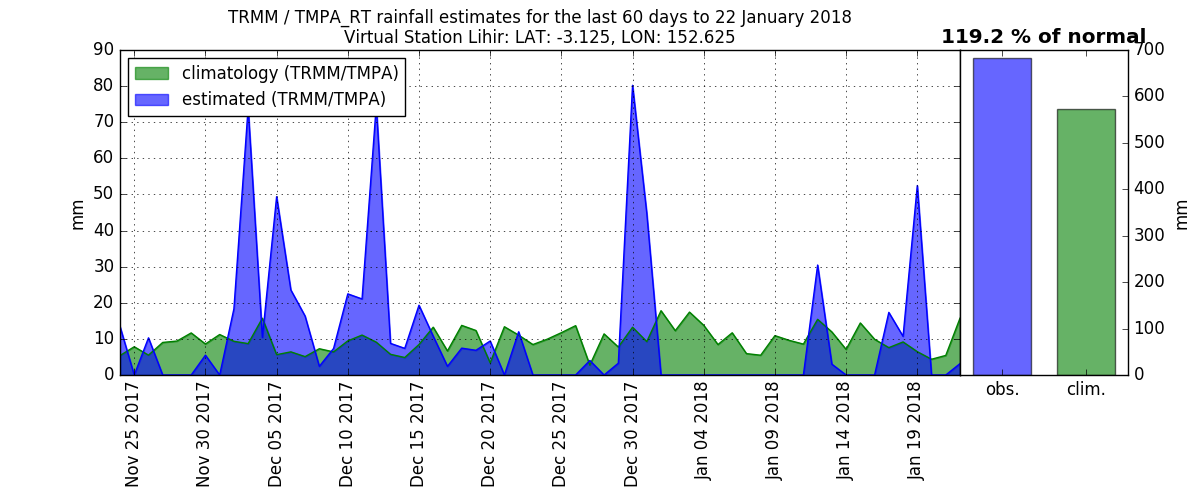 TRMM / TMPA_RT rainfall estimates for the last 60 days to 22 January 2018
Virtual Station Lihir: LAT: -3.125, LON: 152.625
119.2 % of normal
climatology (TRMM/TMPA)
estimated (TRMM/TMPA)
mm
90
80
70
60
50
40
30
20
10
0
Nov 25 2017
Nov 30 2017
Dec 05 2017
Dec 10 2017
Dec 15 2017
Dec 20 2017
Dec 25 2017
Dec 30 2017
Jan 04 2018
Jan 09 2018
Jan 14 2018
Jan 19 2018
obs.
clim.
700
600
500
400
300
200
100
0
mm